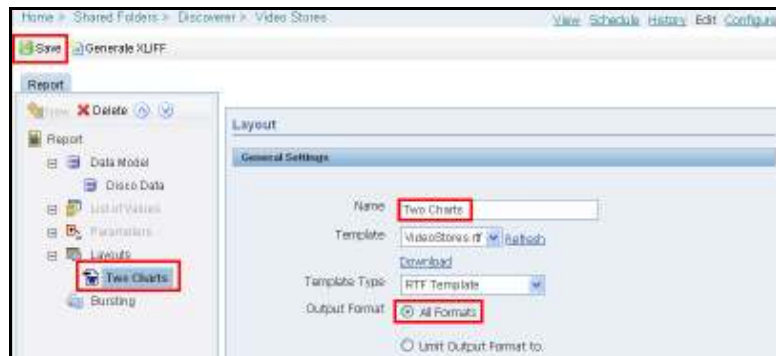 Home > Shared Folders > Discoverer > Video Stores
View Schedule History Edit Configure
Save Generate XLIFF
Report
New Delete
Layout
Report
General Settings
Data Model
Disco Data
List of Values
Name Two Charts
Parameters
Template VideoStores.rtf Refresh
Layouts
Download
Two Charts
Template Type RTF Template
Bursting
Output Format All Formats
Limit Output Format to